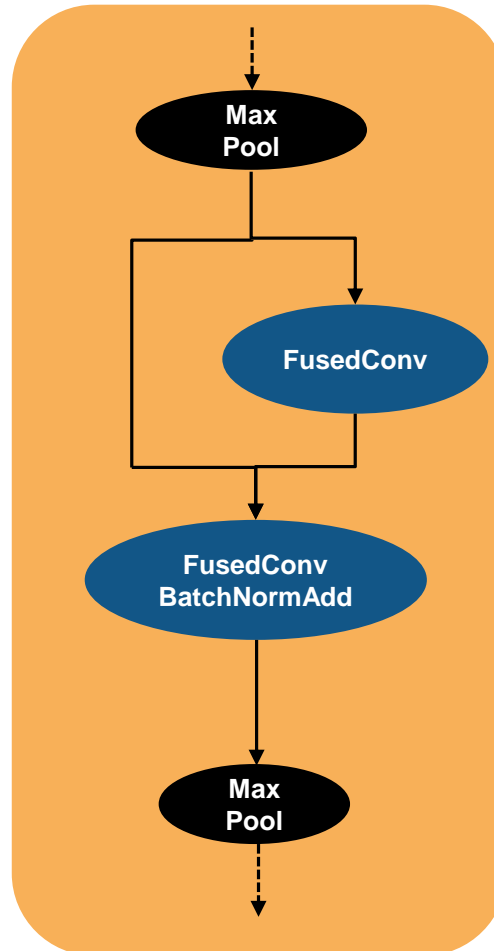 Max
Pool
FusedConv
FusedConv
BatchNormAdd
Max
Pool